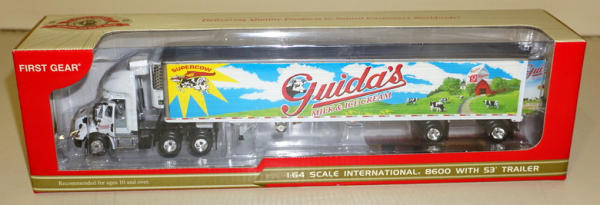 Delivering Quality Products to Valued Customers Worldwide!
FIRST GEAR
SUPERCOW
Guida's
MILK & ICE CREAM
Recommended for ages 10 and over.
1:64 SCALE INTERNATIONAL® 8600 WITH 53' TRAILER